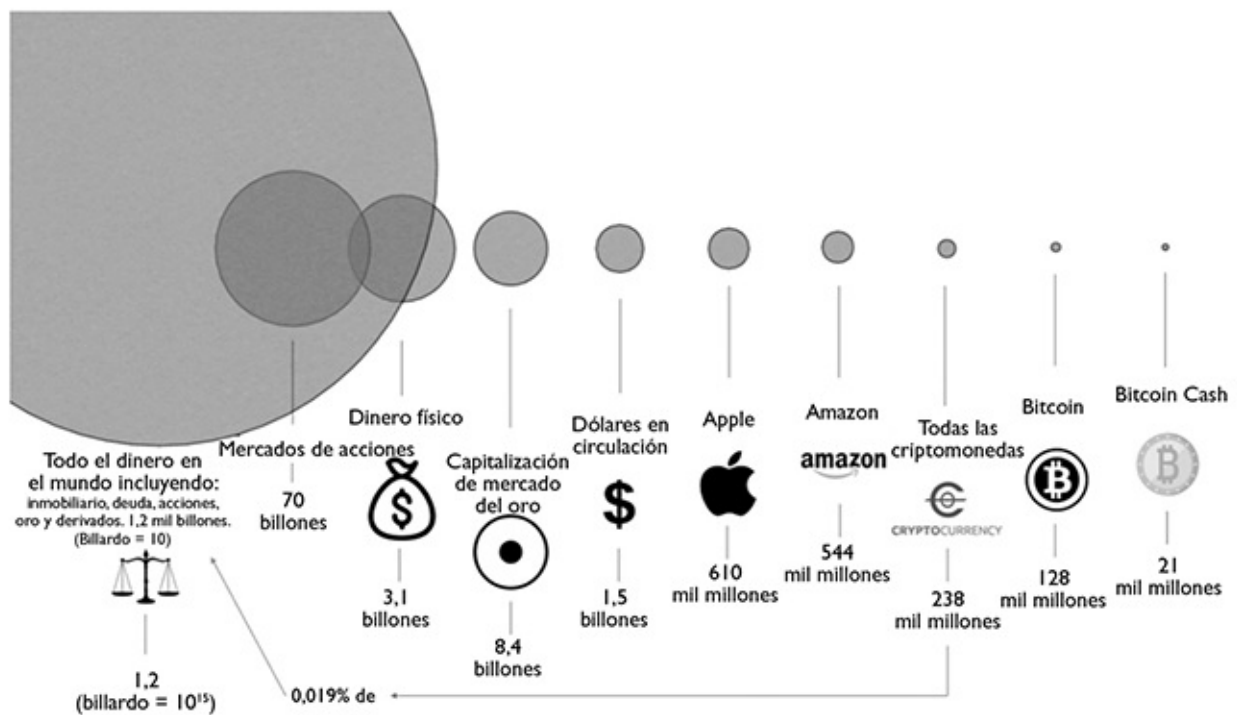 Todo el dinero en
el mundo incluyendo:
inmobiliario, deuda, acciones,
oro y derivados. 1,2 mil billones.
(Billardo = 10)
1,2
(billardo = 10¹⁵)
Mercados de acciones
70
billones
Dinero físico
$
3,1
billones
Capitalización
de mercado
del oro
8,4
billones
Dólares en
circulación
$
1,5
billones
Apple
610
mil millones
Amazon
amazon
544
mil millones
Todas las
criptomonedas
CRYPTOCURRENCY
238
mil millones
Bitcoin
128
mil millones
Bitcoin Cash
21
mil millones
0,019% de